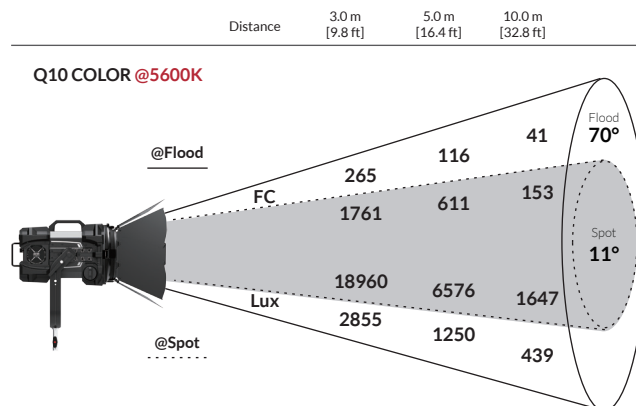 Distance 3.0 m 5.0 m 10.0 m
[9.8 ft] [16.4 ft] [32.8 ft]
Q10 COLOR @5600K
@Flood
Flood
70°
265 116 41
FC
1761 611 153
Spot
11°
18960 6576 1647
Lux
2855 1250 439
@Spot